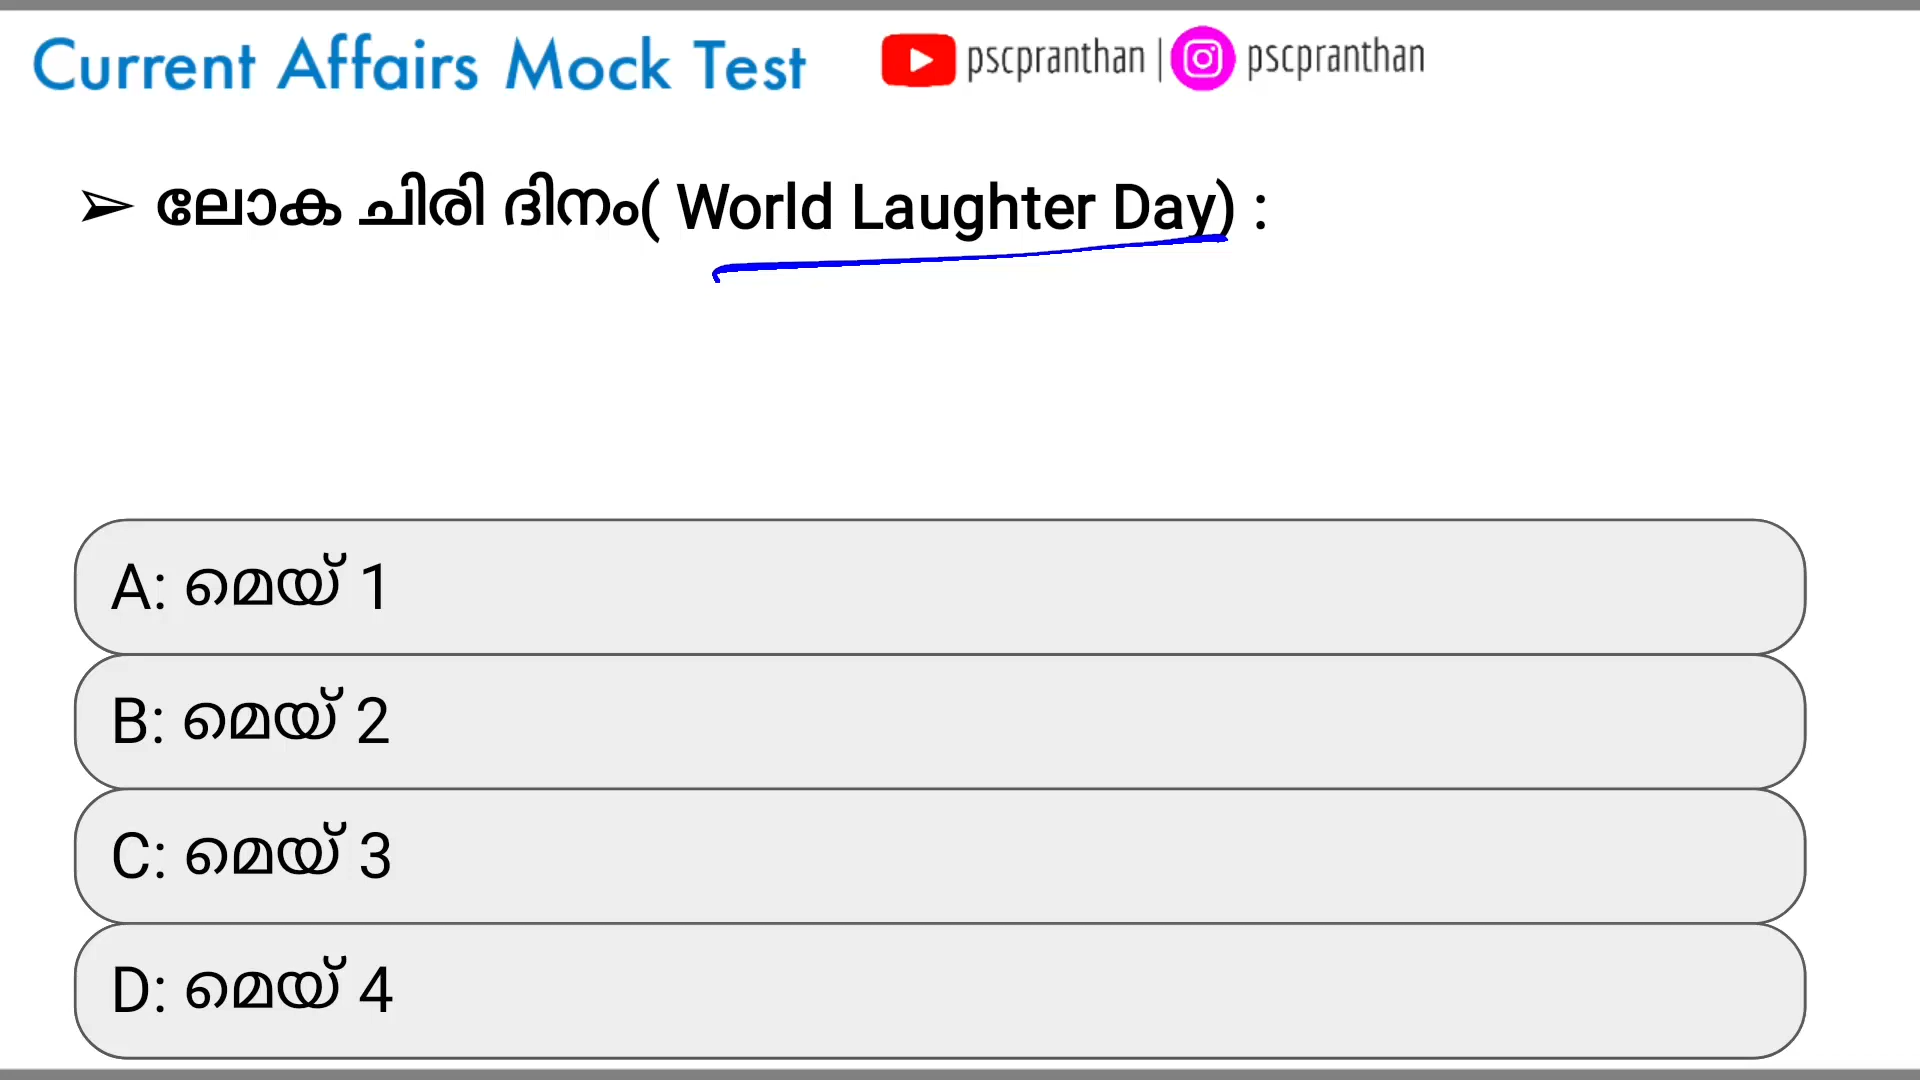 Current Affairs Mock Test
pscpranthan | pscpranthan
➢ ലോക ചിരി ദിനം( World Laughter Day) :
A: മെയ് 1
B: മെയ് 2
C: മെയ് 3
D: മെയ് 4